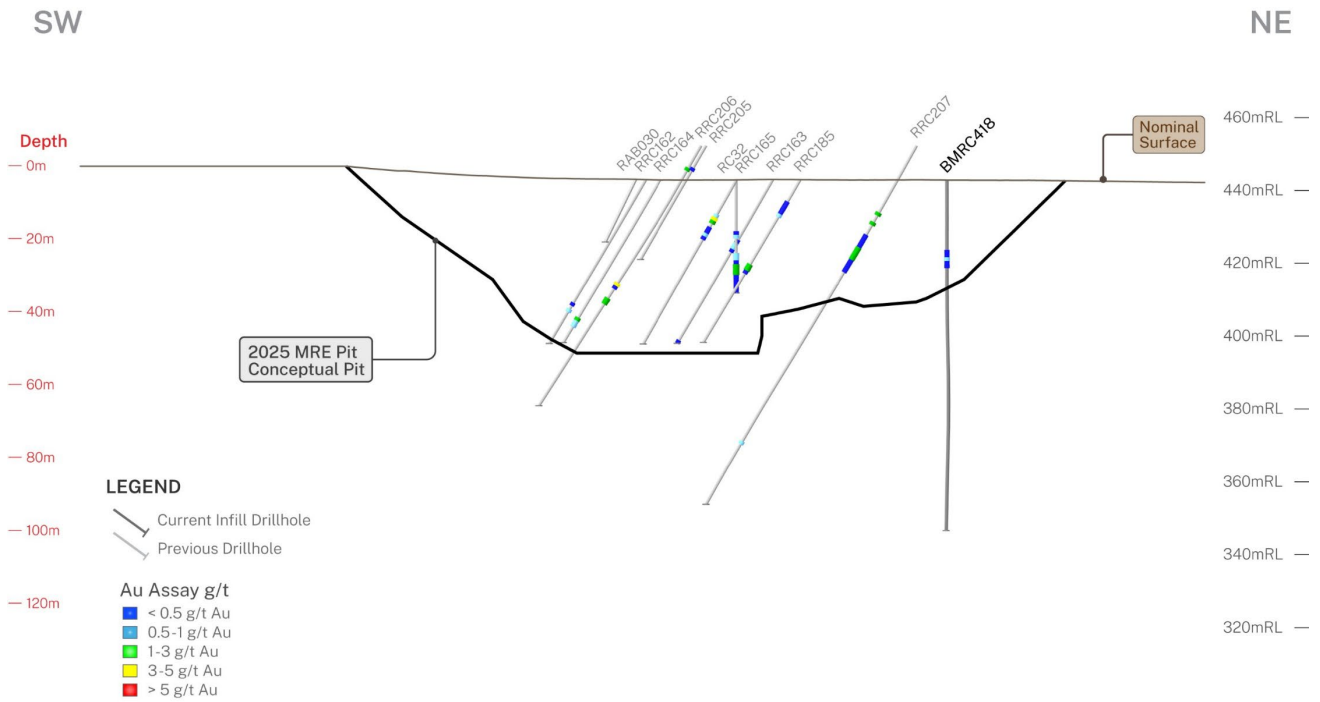 SW
NE
Depth
0m
20m
40m
60m
80m
100m
120m
460mRL
440mRL
420mRL
400mRL
380mRL
360mRL
340mRL
320mRL
RAB030
RRC162
RRC164
RRC206
RRC205
RC32
RRC165
RRC163
RRC185
RRC207
BMRC418
Nominal
Surface
2025 MRE Pit
Conceptual Pit
LEGEND
Current Infill Drillhole
Previous Drillhole
Au Assay g/t
< 0.5 g/t Au
0.5-1 g/t Au
1-3 g/t Au
3-5 g/t Au
> 5 g/t Au